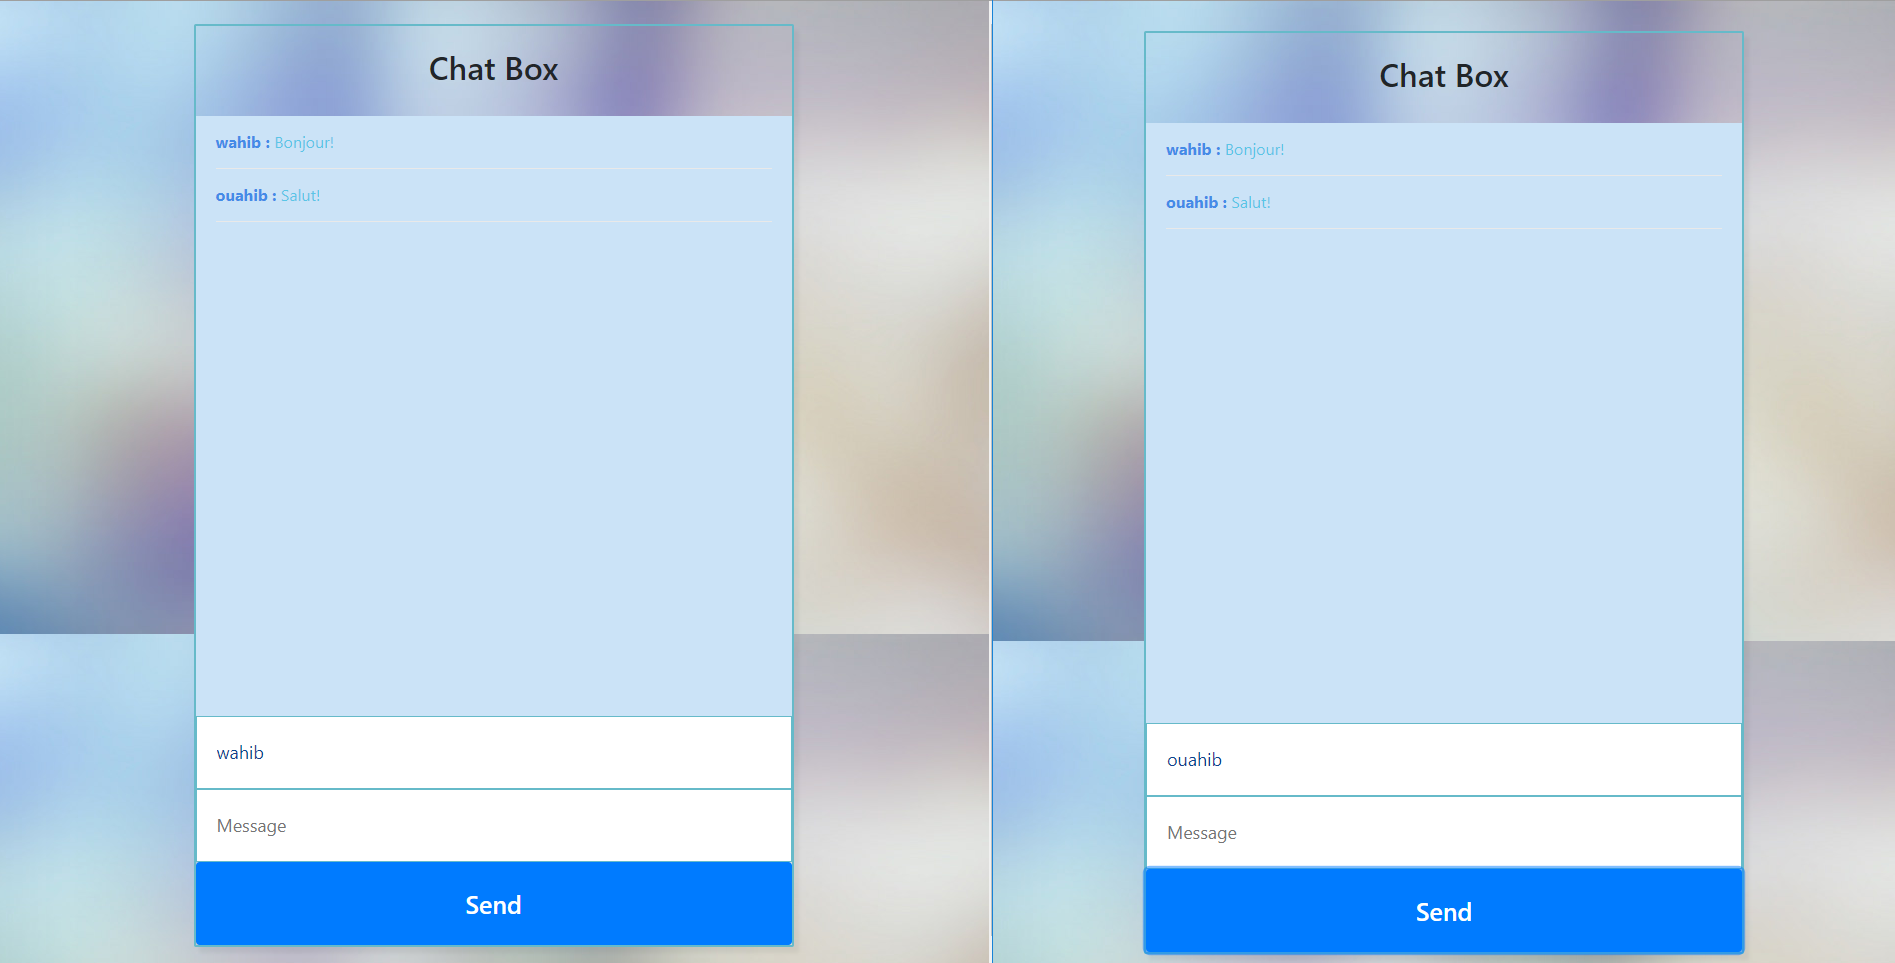 Chat Box
wahib : Bonjour!
ouahib : Salut!
wahib
Message
Send
Chat Box
wahib : Bonjour!
ouahib : Salut!
ouahib
Message
Send